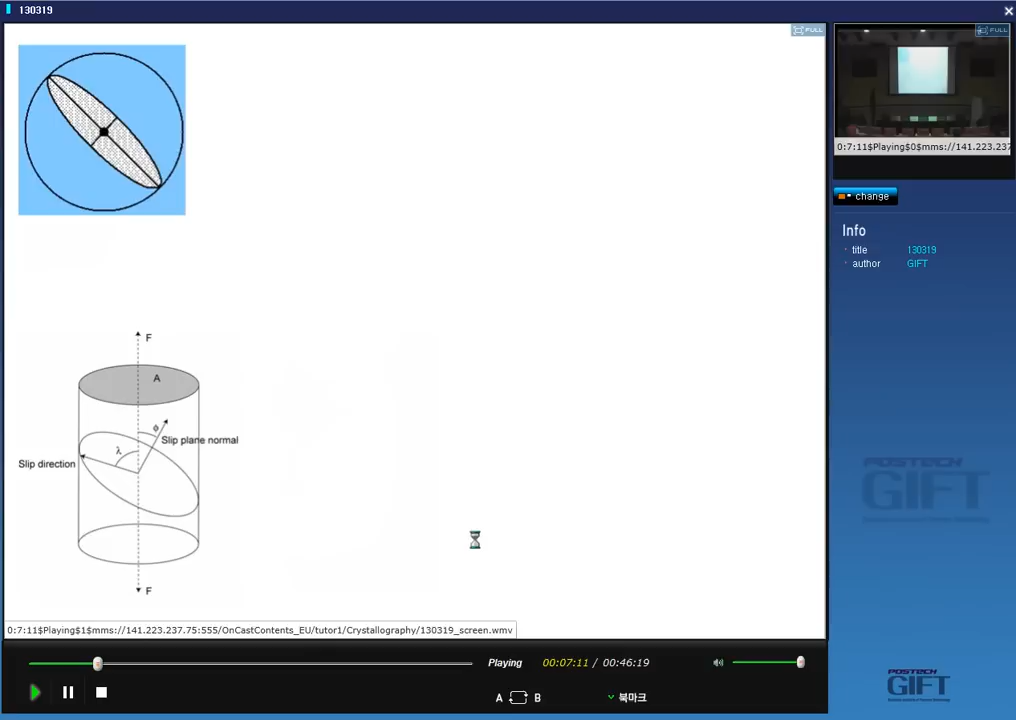 130319
FULL
FULL
0:7:11$Playing$0$mms://141.223.237
change
Info
title 130319
author GIFT
F
A
ϕ
Slip plane normal
λ
Slip direction
F
POSTECH
GIFT
0:7:11$Playing$1$mms://141.223.237.75:555/OnCastContents_EU/tutor1/Crystallography/130319_screen.wmv
Playing 00:07:11 / 00:46:19
A B 북마크
POSTECH
GIFT